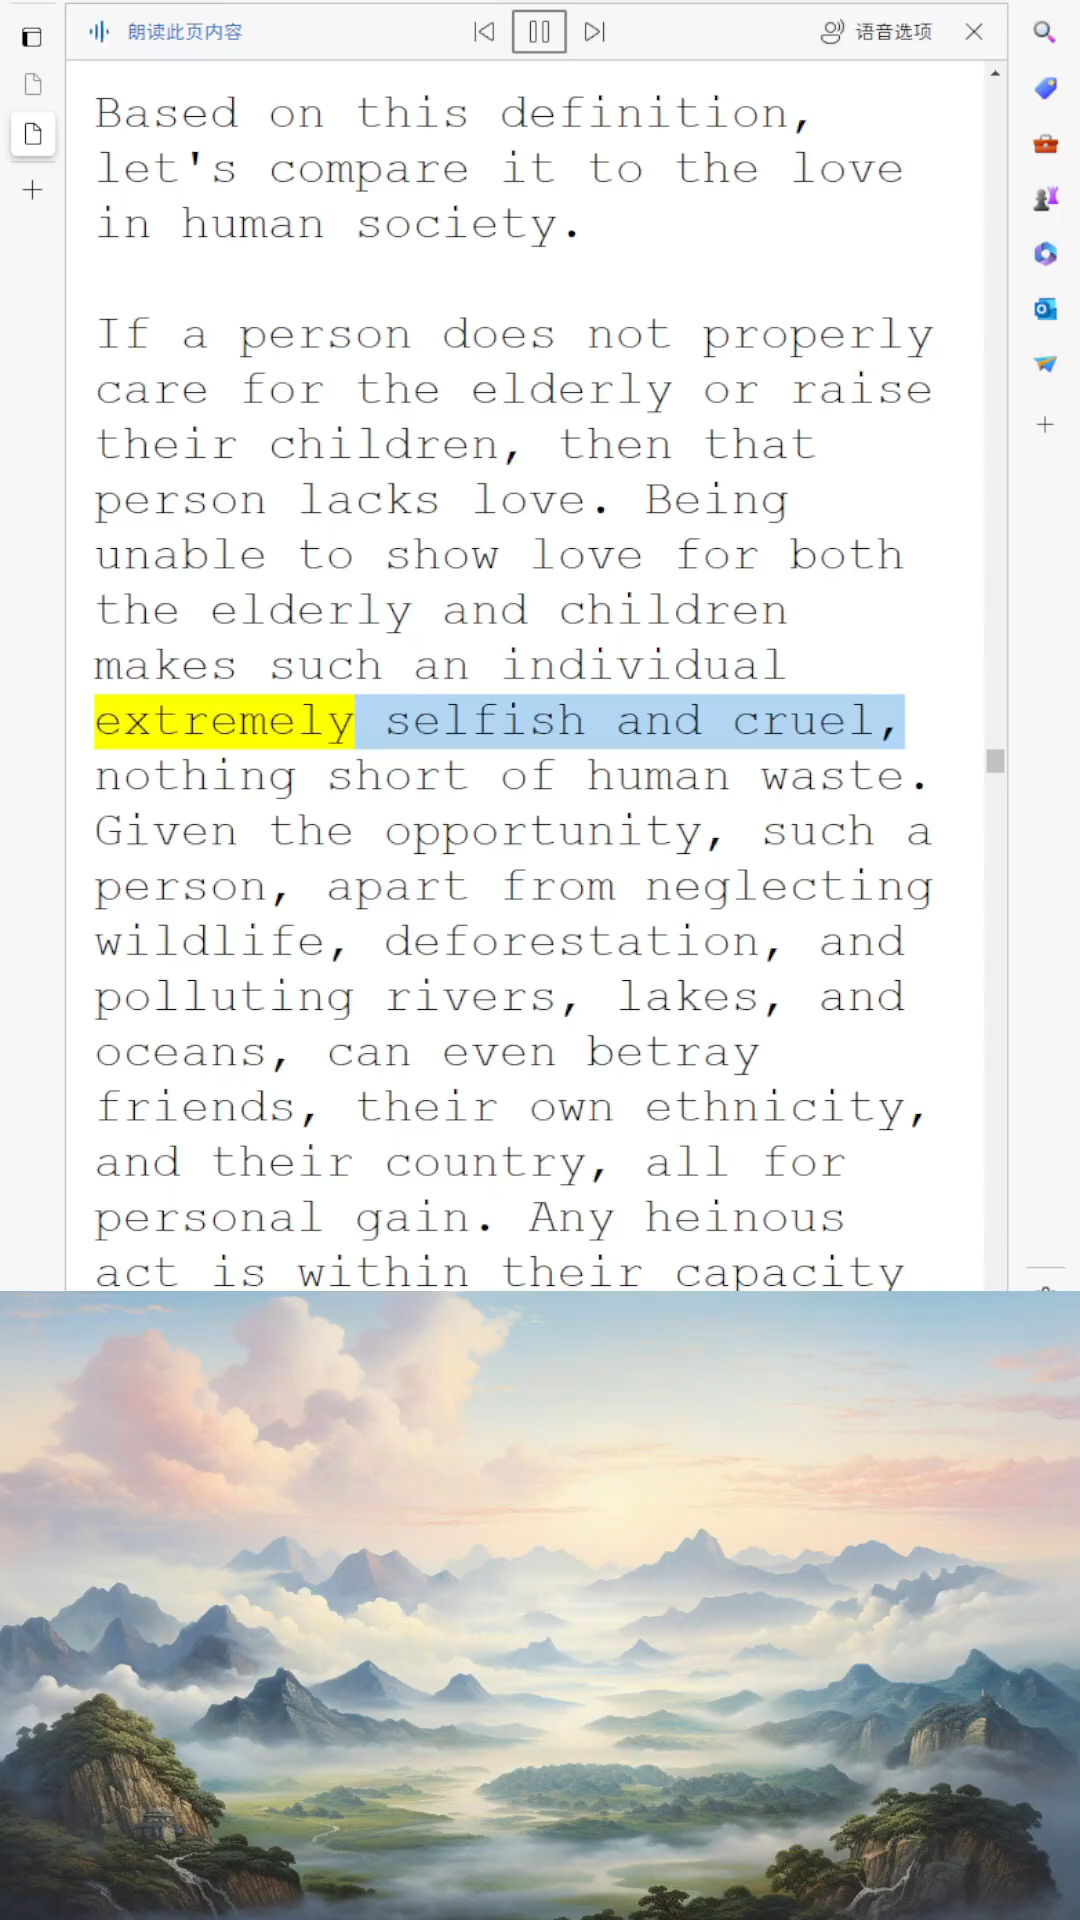 朗读此页内容
语音选项
Based on this definition,
let's compare it to the love
in human society.
If a person does not properly
care for the elderly or raise
their children, then that
person lacks love. Being
unable to show love for both
the elderly and children
makes such an individual
extremely selfish and cruel,
nothing short of human waste.
Given the opportunity, such a
person, apart from neglecting
wildlife, deforestation, and
polluting rivers, lakes, and
oceans, can even betray
friends, their own ethnicity,
and their country, all for
personal gain. Any heinous
act is within their capacity